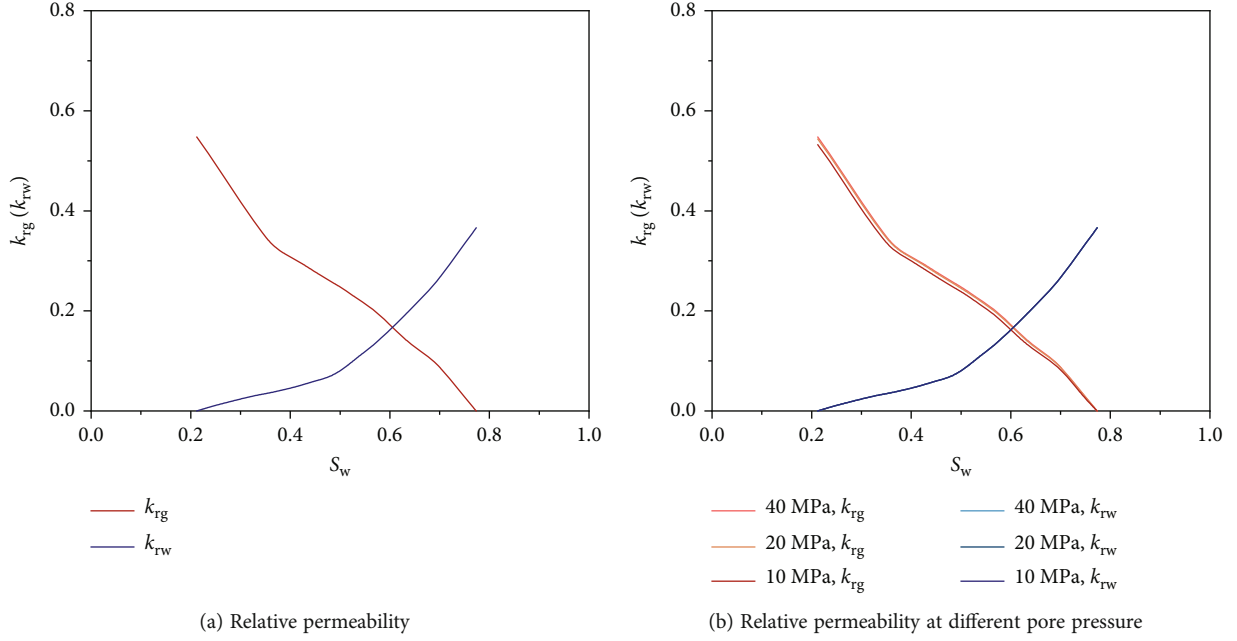 0.8
0.6
0.4
0.2
0.0
k_rg (k_rw)
0.0 0.2 0.4 0.6 0.8 1.0
S_w
k_rg
k_rw
(a) Relative permeability
0.8
0.6
0.4
0.2
0.0
k_rg (k_rw)
0.0 0.2 0.4 0.6 0.8 1.0
S_w
40 MPa, k_rg 40 MPa, k_rw
20 MPa, k_rg 20 MPa, k_rw
10 MPa, k_rg 10 MPa, k_rw
(b) Relative permeability at different pore pressure